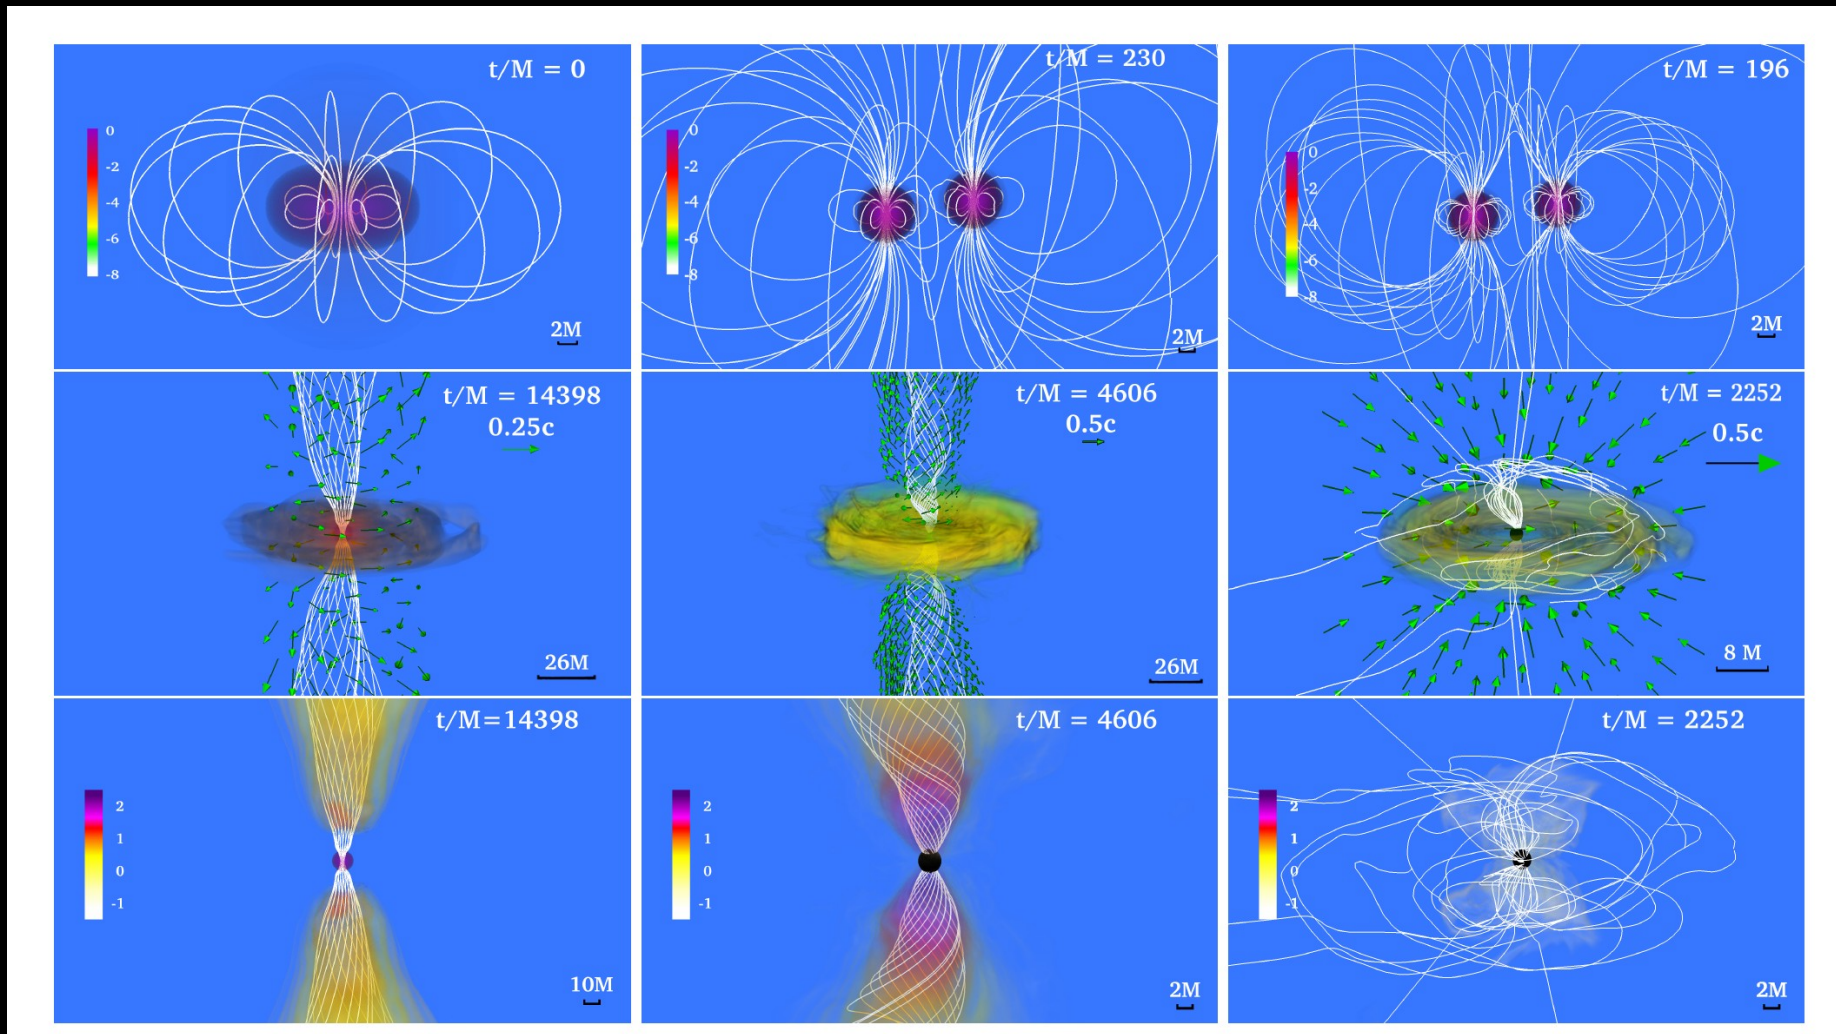 t/M = 0
0
-2
-4
-6
-8
2M
t/M = 230
0
-2
-4
-6
-8
2M
t/M = 196
0
-2
-4
-6
-8
2M
t/M = 14398
0.25c
26M
t/M = 4606
0.5c
26M
t/M = 2252
0.5c
8 M
t/M=14398
2
1
0
-1
10M
t/M = 4606
2
1
0
-1
2M
t/M = 2252
2
1
0
-1
2M